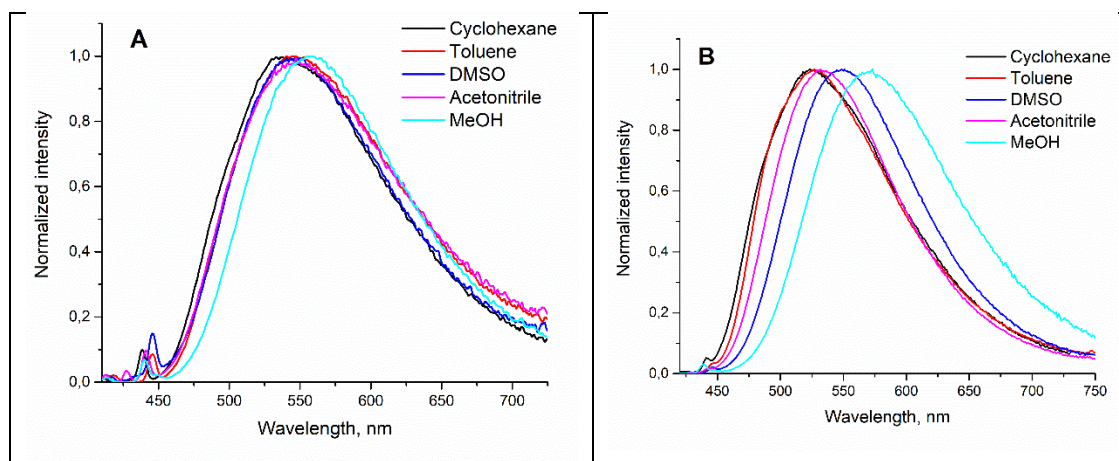 A
Cyclohexane
Toluene
DMSO
Acetonitrile
MeOH
Normalized intensity
1,0
0,8
0,6
0,4
0,2
0,0
450 500 550 600 650 700
Wavelength, nm
B
Cyclohexane
Toluene
DMSO
Acetonitrile
MeOH
Normalized intensity
1,0
0,8
0,6
0,4
0,2
0,0
450 500 550 600 650 700 750
Wavelength, nm